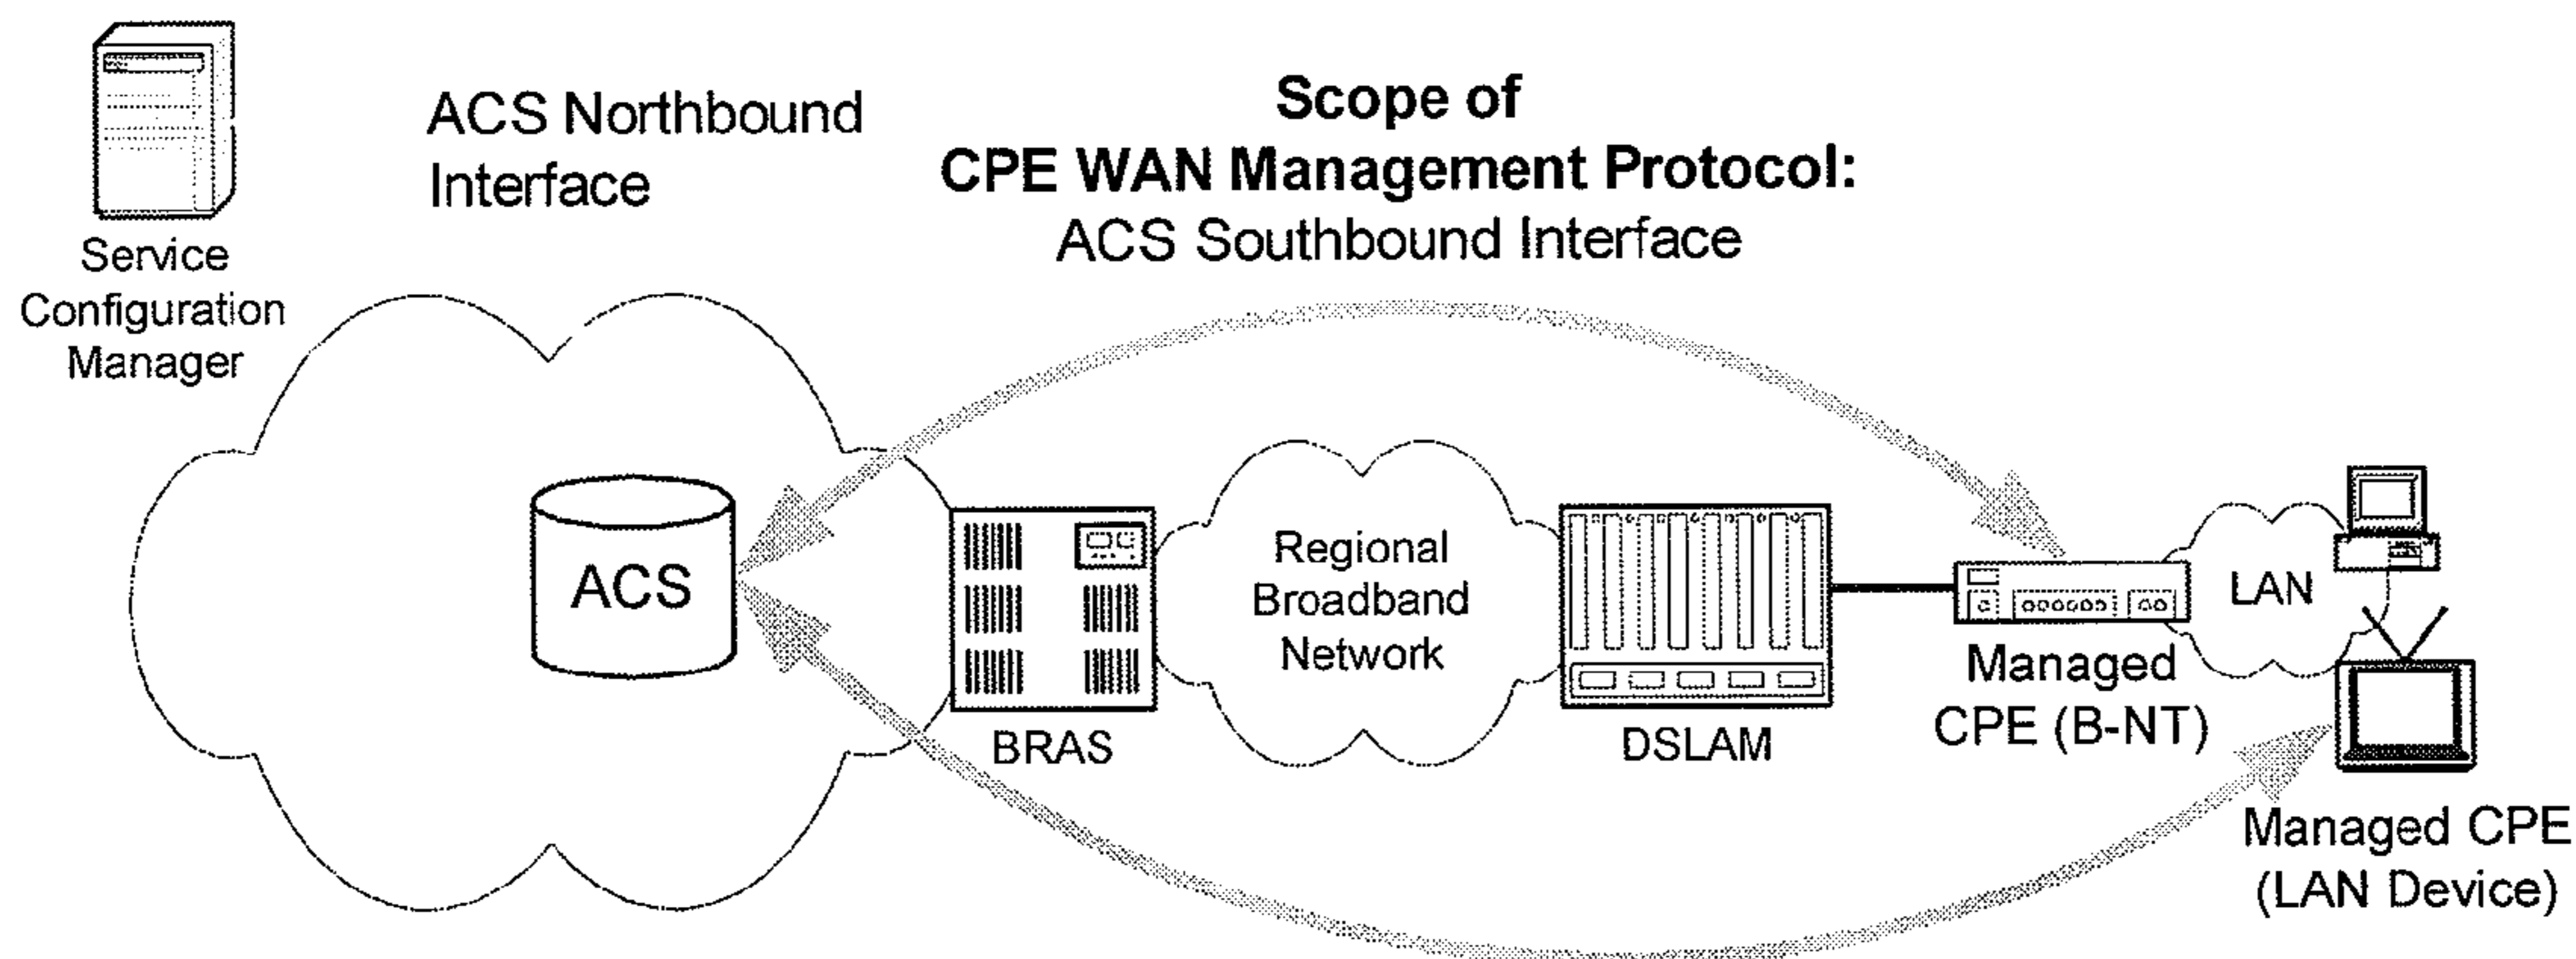 ACS Northbound
Interface
Scope of
CPE WAN Management Protocol:
ACS Southbound Interface
Service
Configuration
Manager
ACS
BRAS
Regional
Broadband
Network
DSLAM
Managed
CPE (B-NT)
LAN
Managed CPE
(LAN Device)